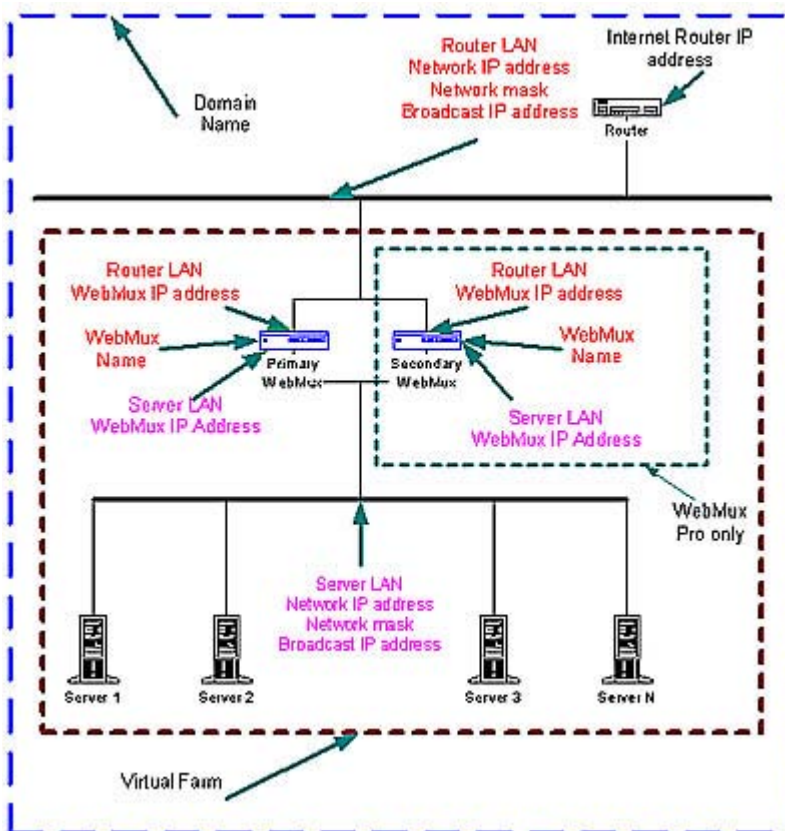 Router LAN
Network IP address
Network mask
Broadcast IP address
Internet Router IP
address
Domain
Name
Router
Router LAN
WebMux IP address
Router LAN
WebMux IP address
WebMux
Name
Primary
WebMux
Secondary
WebMux
WebMux
Name
Server LAN
WebMux IP Address
Server LAN
WebMux IP Address
WebMux
Pro only
Server LAN
Network IP address
Network mask
Broadcast IP address
Server 1
Server 2
Server 3
Server N
Virtual Farm